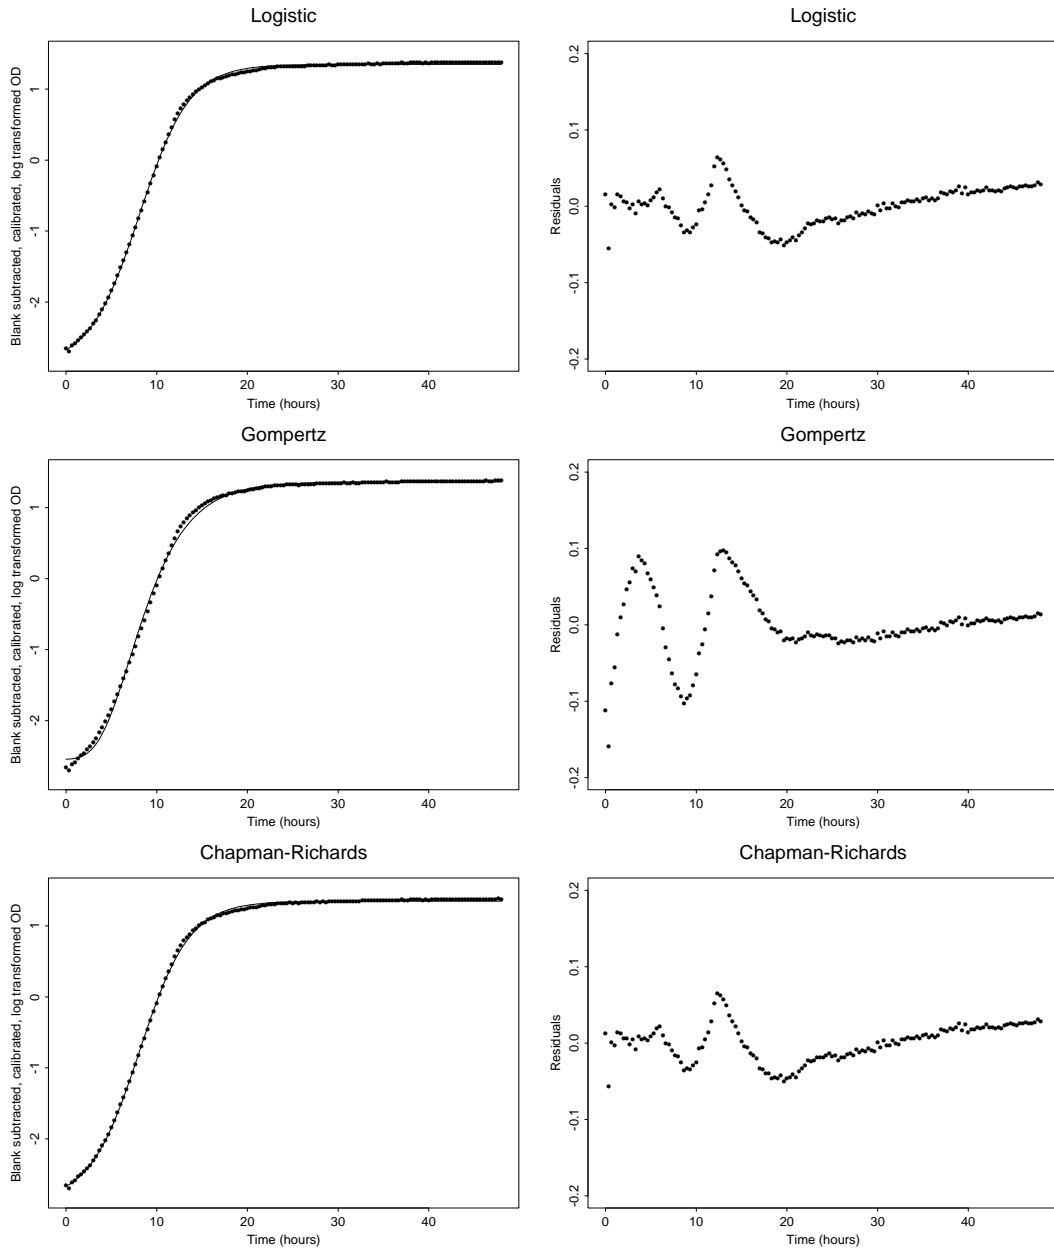 Logistic
Blank subtracted, calibrated, log transformed OD
1
0
-1
-2
0 10 20 30 40
Time (hours)
Logistic
Residuals
0.2
0.1
0.0
-0.1
-0.2
0 10 20 30 40
Time (hours)
Gompertz
Blank subtracted, calibrated, log transformed OD
1
0
-1
-2
0 10 20 30 40
Time (hours)
Gompertz
Residuals
0.2
0.1
0.0
-0.1
-0.2
0 10 20 30 40
Time (hours)
Chapman-Richards
Blank subtracted, calibrated, log transformed OD
1
0
-1
-2
0 10 20 30 40
Time (hours)
Chapman-Richards
Residuals
0.2
0.1
0.0
-0.1
-0.2
0 10 20 30 40
Time (hours)